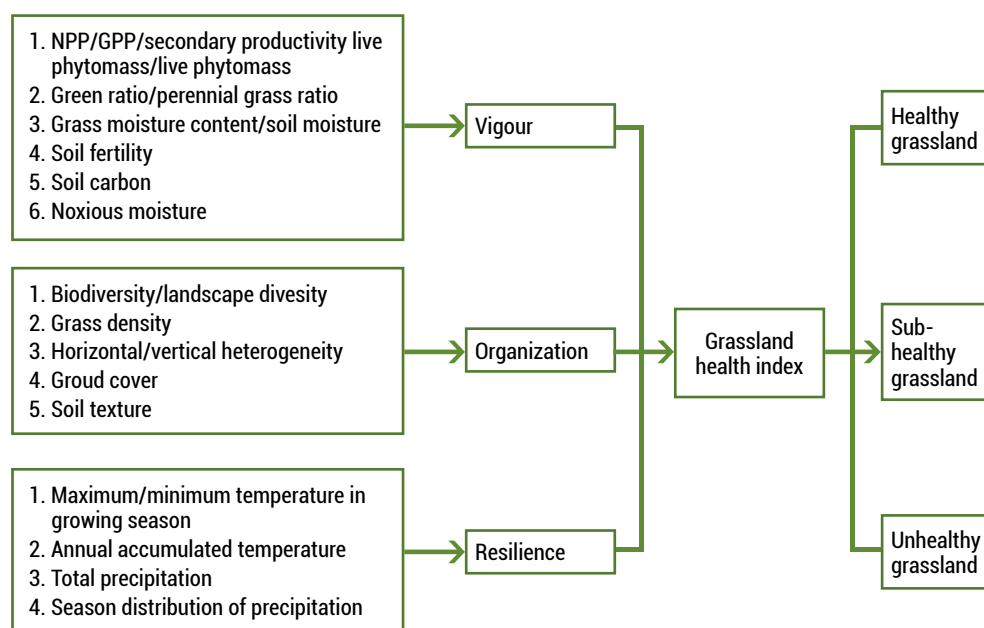 1. NPP/GPP/secondary productivity live
phytomass/live phytomass
2. Green ratio/perennial grass ratio
3. Grass moisture content/soil moisture
4. Soil fertility
5. Soil carbon
6. Noxious moisture
Vigour
1. Biodiversity/landscape divesity
2. Grass density
3. Horizontal/vertical heterogeneity
4. Groud cover
5. Soil texture
Organization
1. Maximum/minimum temperature in
growing season
2. Annual accumulated temperature
3. Total precipitation
4. Season distribution of precipitation
Resilience
Grassland
health index
Healthy
grassland
Sub-
healthy
grassland
Unhealthy
grassland